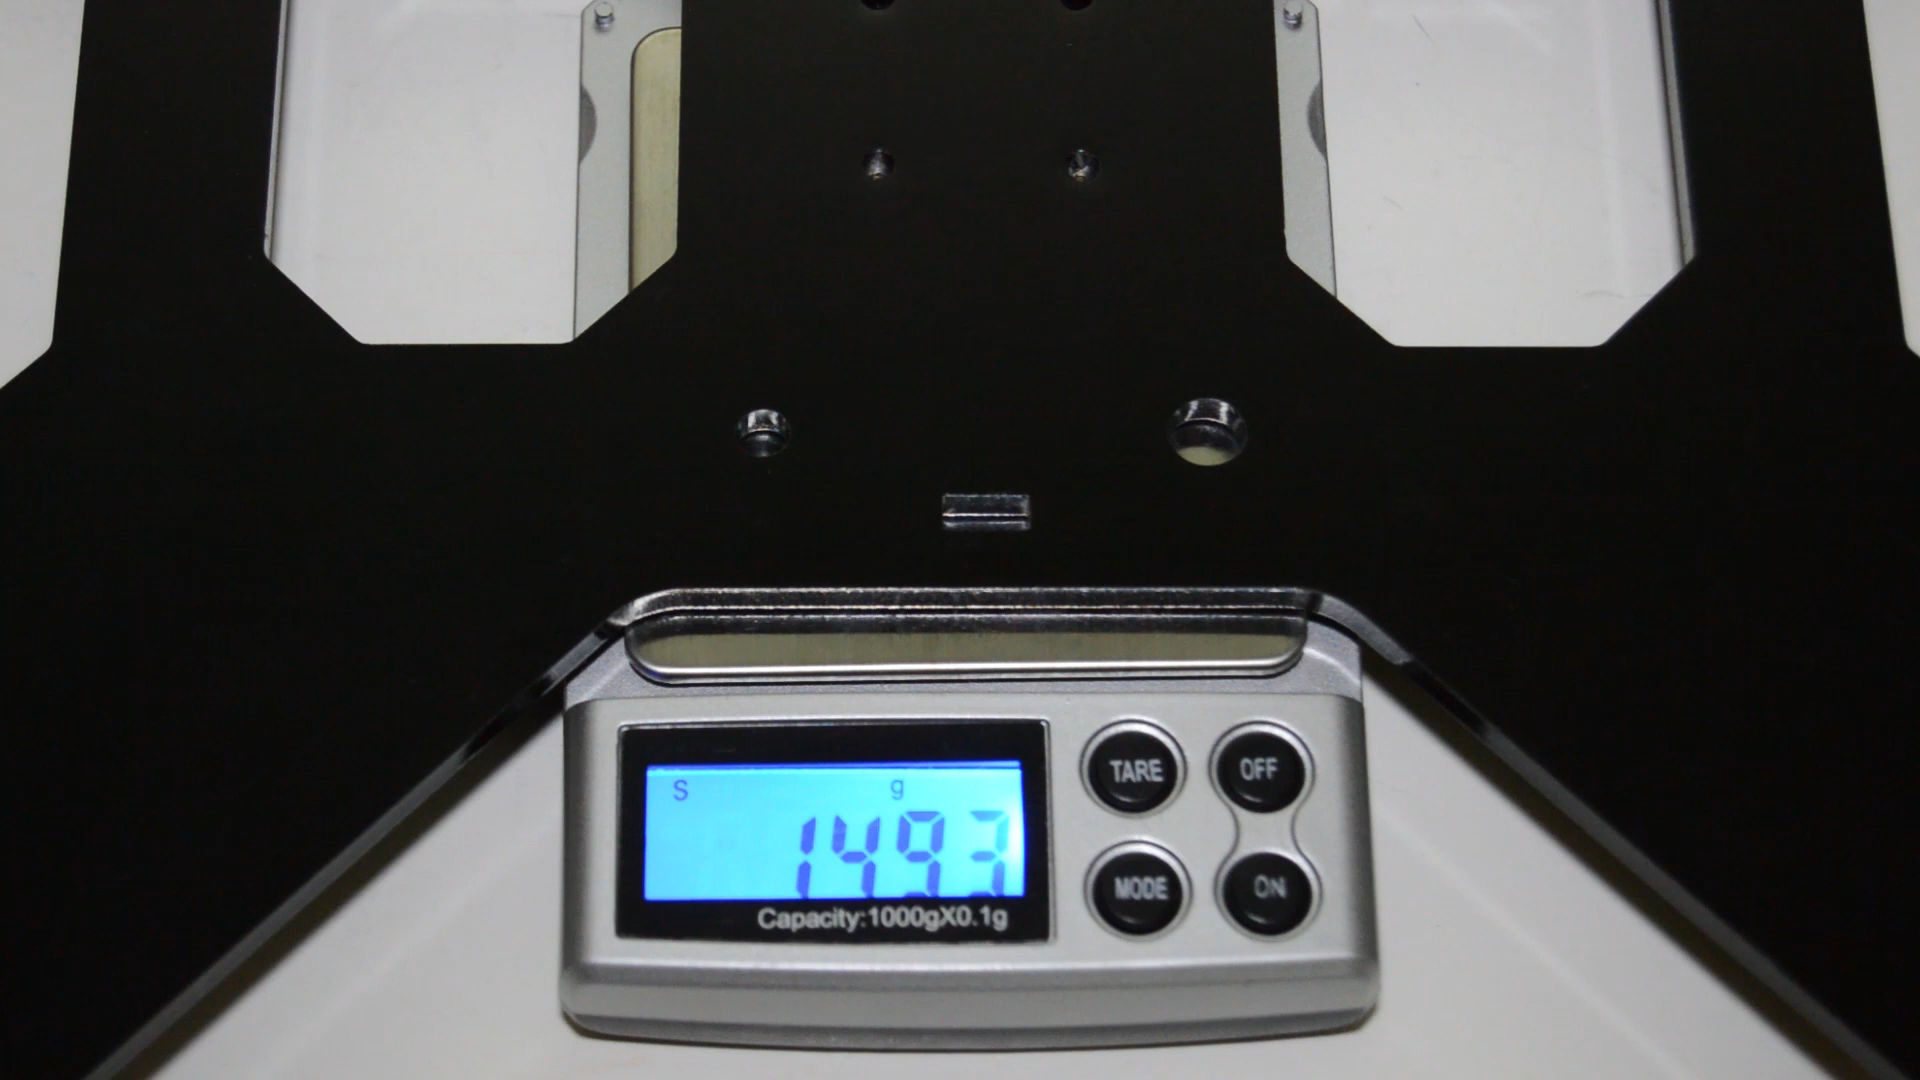 S g
1493
Capacity:1000gX0.1g
TARE OFF
MODE ON